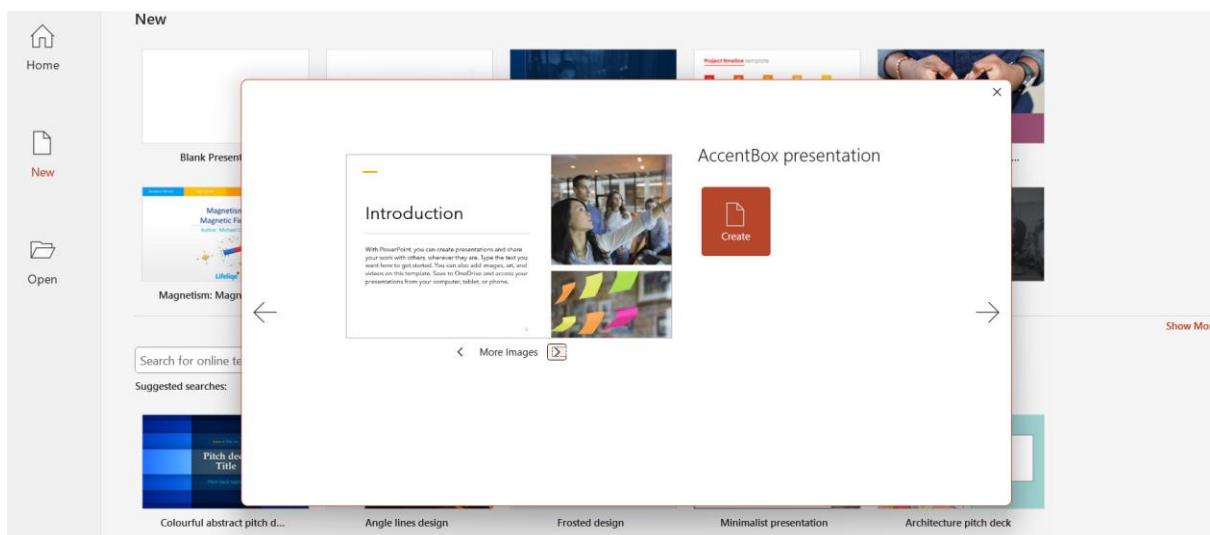 New
Home
New
Open
Project timeline template
Blank Present
...
Magnetism
Magnetic Fie
Lifeliqe
Magnetism: Magn
AccentBox presentation
Create
Introduction
With PowerPoint, you can create presentations and share
your work with others, wherever they are. Type the text you
want here to get started. You can also add images, art, and
videos on this template. Save to OneDrive and access your
presentations from your computer, tablet, or phone.
More Images
Show Mo
Search for online te
Suggested searches:
Pitch de
Title
Colourful abstract pitch d...
Angle lines design
Frosted design
Minimalist presentation
Architecture pitch deck